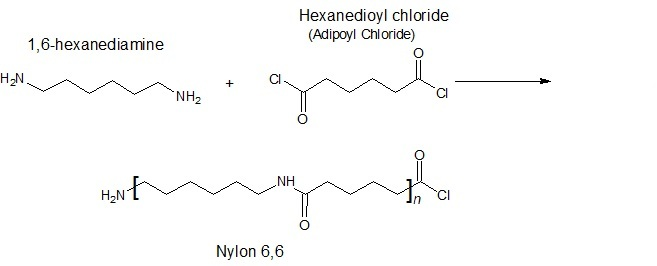 Hexanedioyl chloride
(Adipoyl Chloride)
1,6-hexanediamine
H₂N
NH₂
+
Cl
O
O
Cl
H₂N
[
NH
O
]n
O
Cl
Nylon 6,6